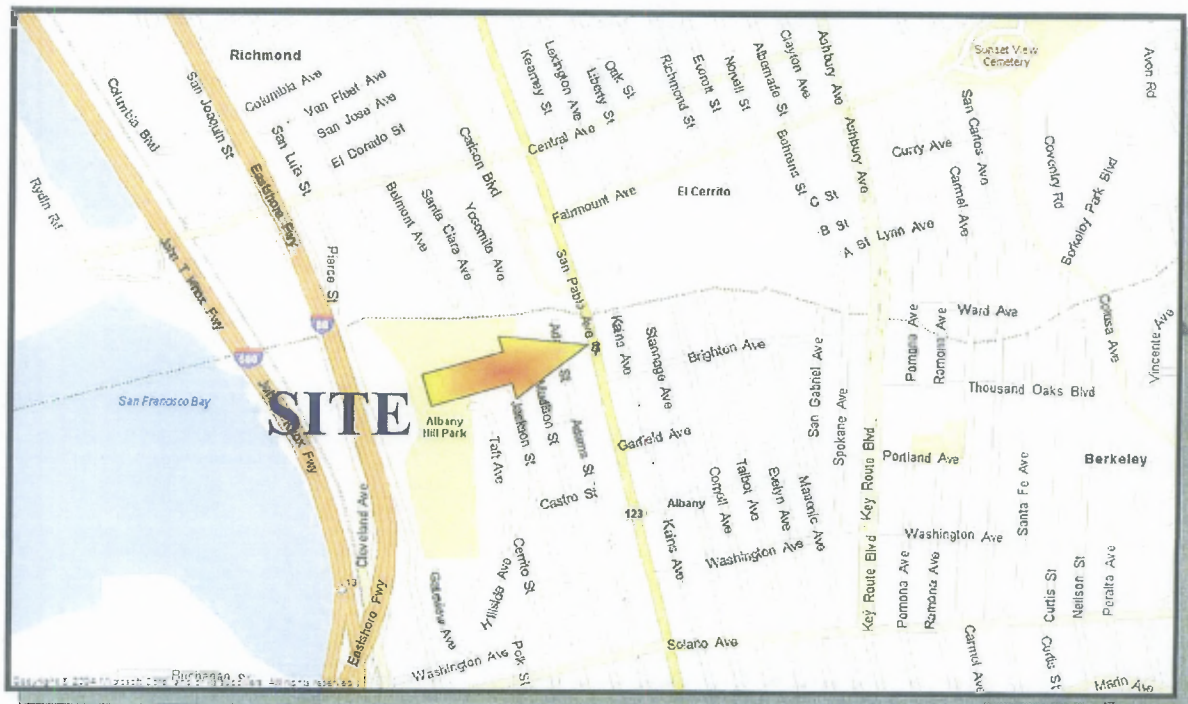 Richmond
Columbia Blvd
San Joaquin St
Columbia Ave
Van Fleet Ave
San Jose Ave
El Dorado St
San Luis St
Eastshore Fwy
Rydin Rd
John T Knox Fwy
Pierce St
Belmont Ave
Santa Clara Ave
Yosemite Ave
Carlson Blvd
Kearney St
Lexington Ave
Liberty St
Oak St
Central Ave
Fairmount Ave
San Pablo Ave
Richmond St
Everett St
Norvell St
Albemarle St
Clayton Ave
Ashbury Ave
Behrens St
C St
B St
A St
Lynn Ave
Ashbury Ave
El Cerrito
Sunset View
Cemetery
Avon Rd
San Carlos Ave
Curry Ave
Carmel Ave
Coventry Rd
Berkeley Park Blvd
80
580
San Francisco Bay
SITE
Albany
Hill Park
Kains Ave
Stannage Ave
Brighton Ave
San Gabriel Ave
Spokane Ave
Pomona Ave
Ramona Ave
Ward Ave
Colusa Ave
Vincente Ave
Thousand Oaks Blvd
Madison St
Jackson St
Adams St
Taft Ave
Garfield Ave
Castro St
123
Albany
Cornell Ave
Talbot Ave
Evelyn Ave
Masonic Ave
Key Route Blvd
Key Route Blvd
Portland Ave
Berkeley
Santa Fe Ave
Washington Ave
Kains Ave
Washington Ave
Cleveland Ave
13
Eastshore Fwy
Gateview Ave
Hillside Ave
Cerrito St
Polk St
Washington Ave
Solano Ave
Pomona Ave
Ramona Ave
Carmel Ave
Curtis St
Curtis St
Neilson St
Peralta Ave
Marin Ave
Buchanan St